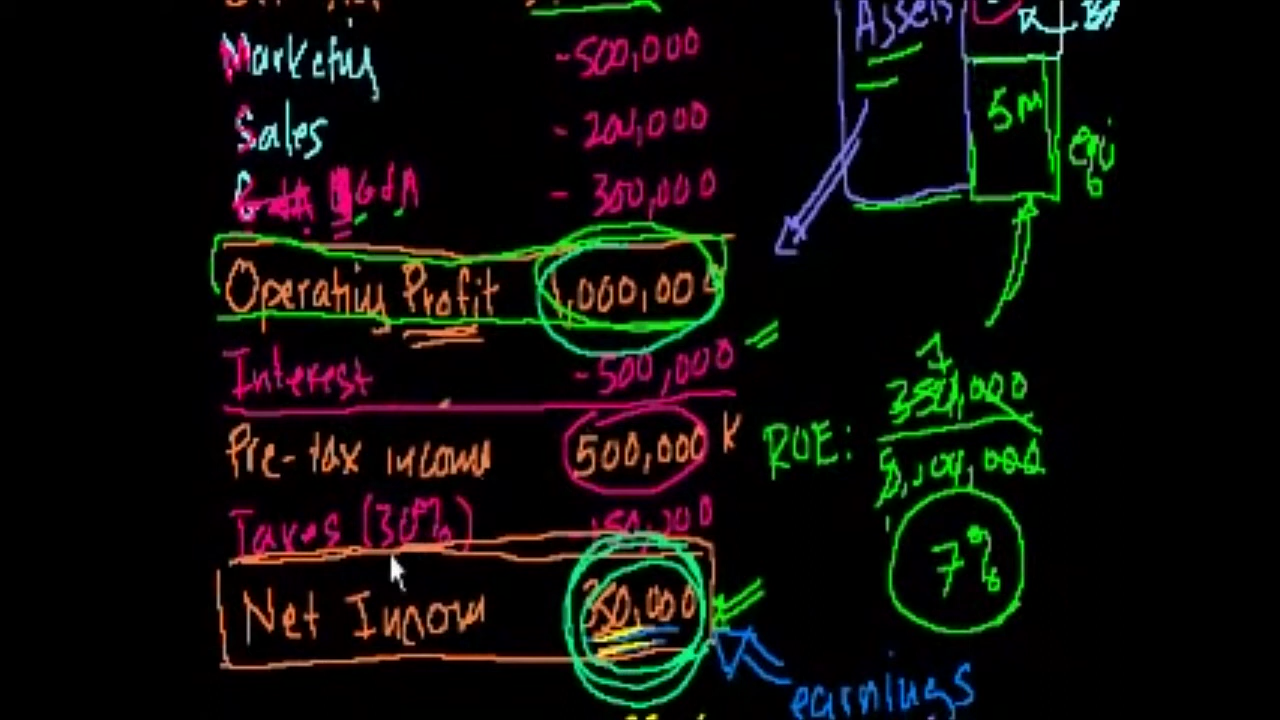 Marketing -500,000
Assets
Sales -200,000
5M
G&A -300,000
Operating Profit 1,000,000
Interest -500,000
350,000
Pre-tax income 500,000 K
ROE:
5,000,000
Taxes (30%) 150,000
7%
Net Income 350,000
earnings